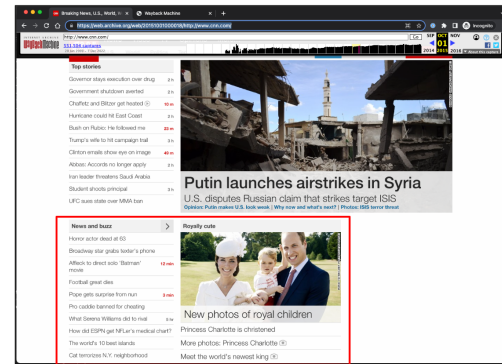 Breaking News, U.S., World, 
Wayback Machine
https://web.archive.org/web/20151001000018/http://www.cnn.com/
Incognito
http://www.cnn.com/
Go
SEP OCT NOV
01
2014 2015 2016
Top stories
Governor stays execution over drug 2 h
Government shutdown averted 3 h
Chaffetz and Blitzer get heated 10 m
Hurricane could hit East Coast 3 h
Bush on Rubio: He followed me 23 m
Trump's wife to hit campaign trail 3 h
Clinton emails show eye on image 40 m
Abbas: Accords no longer apply 2 h
Iran leader threatens Saudi Arabia
Student shoots principal 3 h
UFC sues state over MMA ban
Putin launches airstrikes in Syria
U.S. disputes Russian claim that strikes target ISIS
Opinion: Putin makes U.S. look weak | Why now and what's next? | Photos: ISIS terror threat
News and buzz
Horror actor dead at 63
Broadway star grabs texter's phone
Affleck to direct solo 'Batman' 12 min
movie
Football great dies
Pope gets surprise from nun 3 min
Pro caddie banned for cheating
What Serena Williams did to rival 5 hr
How did ESPN get NFLer's medical chart?
The world's 10 best islands
Cat terrorizes N.Y. neighborhood
Royally cute
New photos of royal children
Princess Charlotte is christened
More photos: Princess Charlotte
Meet the world's newest king